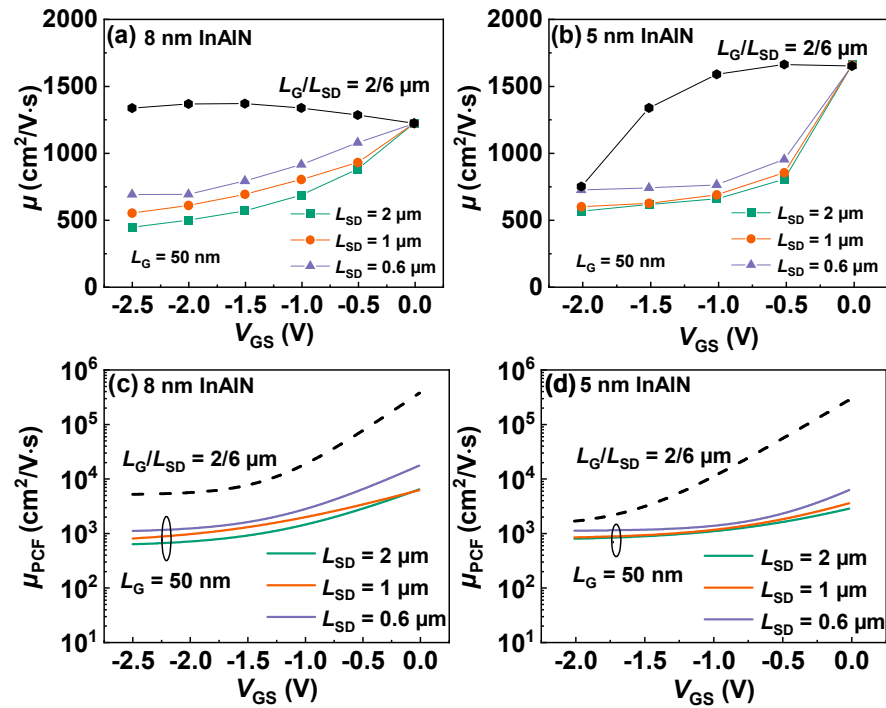 (a) 8 nm InAlN
L_G/L_SD = 2/6 µm
µ (cm²/V·s)
2000
1500
1000
500
0
L_SD = 2 µm
L_SD = 1 µm
L_SD = 0.6 µm
L_G = 50 nm
-2.5 -2.0 -1.5 -1.0 -0.5 0.0
V_GS (V)
(b) 5 nm InAlN
L_G/L_SD = 2/6 µm
µ (cm²/V·s)
2000
1500
1000
500
0
L_SD = 2 µm
L_SD = 1 µm
L_SD = 0.6 µm
L_G = 50 nm
-2.0 -1.5 -1.0 -0.5 0.0
V_GS (V)
(c) 8 nm InAlN
L_G/L_SD = 2/6 µm
µ_PCF (cm²/V·s)
10⁶
10⁵
10⁴
10³
10²
10¹
L_G = 50 nm
L_SD = 2 µm
L_SD = 1 µm
L_SD = 0.6 µm
-2.5 -2.0 -1.5 -1.0 -0.5 0.0
V_GS (V)
(d) 5 nm InAlN
L_G/L_SD = 2/6 µm
µ_PCF (cm²/V·s)
10⁶
10⁵
10⁴
10³
10²
10¹
L_G = 50 nm
L_SD = 2 µm
L_SD = 1 µm
L_SD = 0.6 µm
-2.0 -1.5 -1.0 -0.5 0.0
V_GS (V)